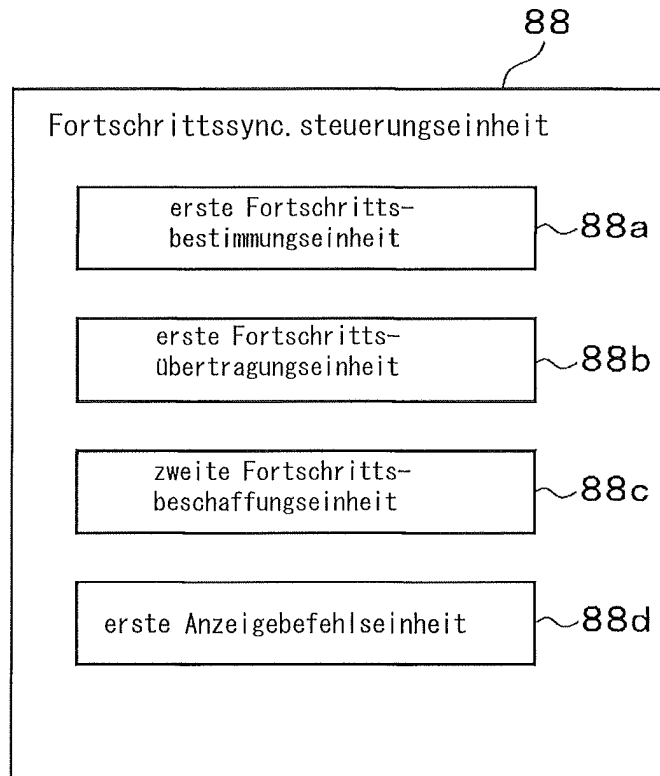 88
Fortschrittssync.steuerungseinheit
erste Fortschritts-
bestimmungseinheit
88a
erste Fortschritts-
übertragungseinheit
88b
zweite Fortschritts-
beschaffungseinheit
88c
erste Anzeigebefehlseinheit
88d